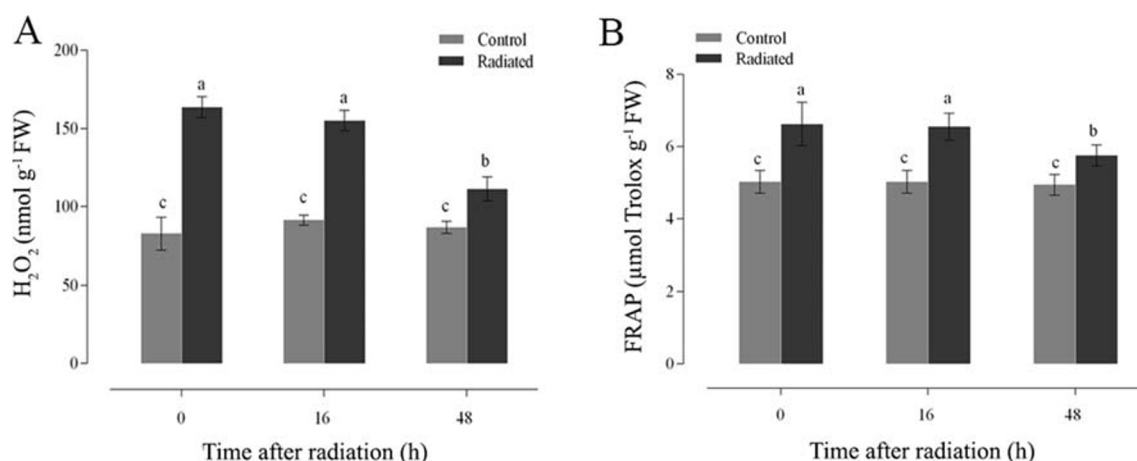 A
Control
Radiated
200
150
100
50
0
H₂O₂ (nmol g⁻¹ FW)
c
a
c
a
c
b
0
16
48
Time after radiation (h)
B
Control
Radiated
8
6
4
2
0
FRAP (µmol Trolox g⁻¹ FW)
c
a
c
a
c
b
0
16
48
Time after radiation (h)